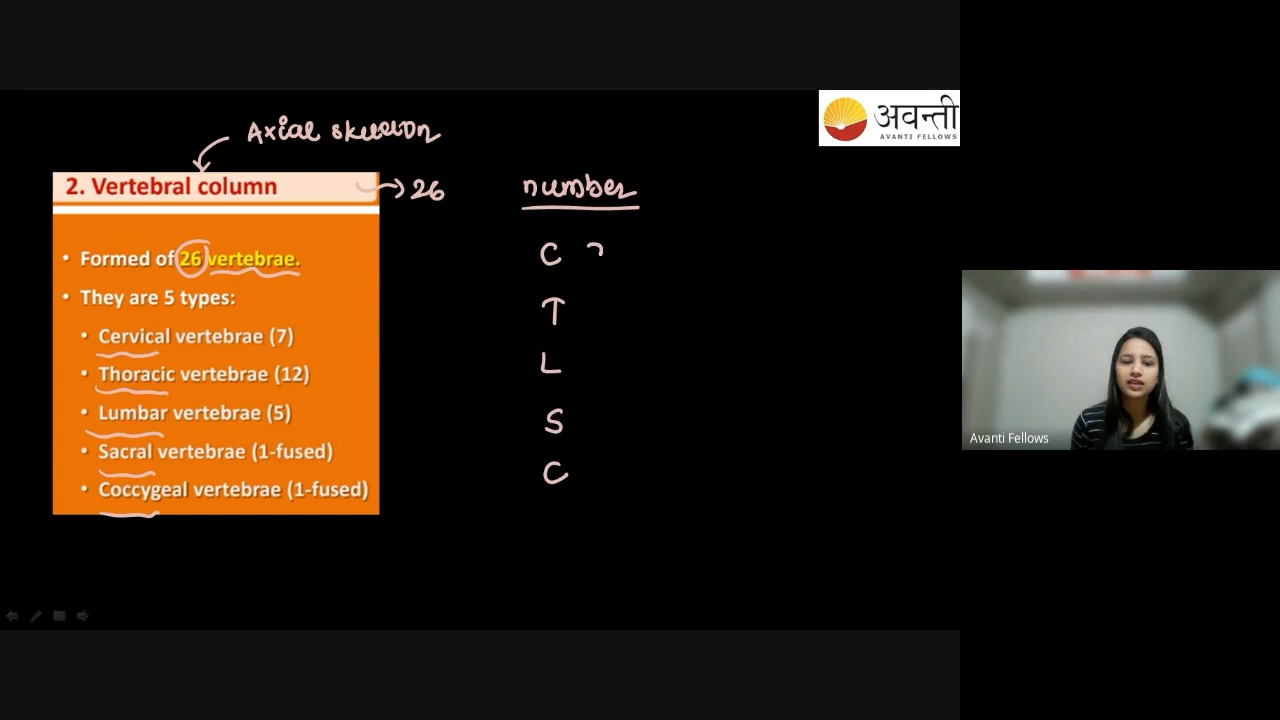 Axial skeleton
अवन्ती
AVANTI FELLOWS
2. Vertebral column
26
number
• Formed of 26 vertebrae.
• They are 5 types:
• Cervical vertebrae (7)
• Thoracic vertebrae (12)
• Lumbar vertebrae (5)
• Sacral vertebrae (1-fused)
• Coccygeal vertebrae (1-fused)
C
T
L
S
C
Avanti Fellows